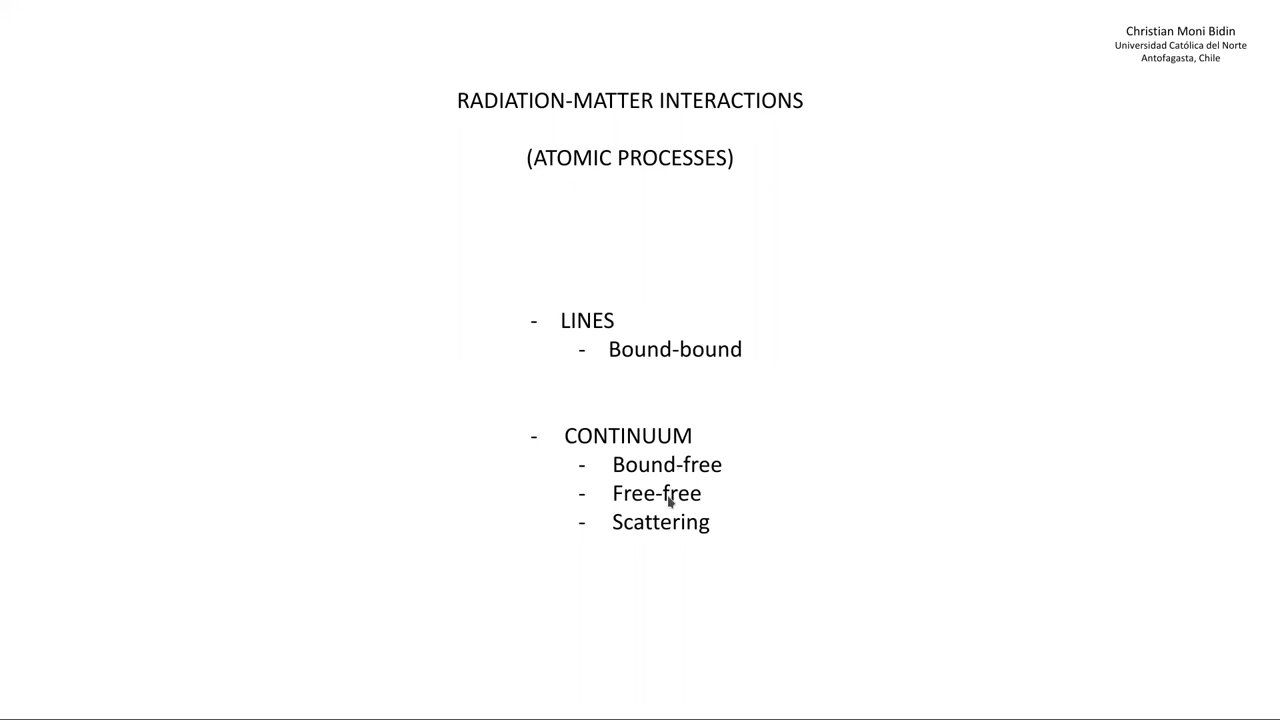 Christian Moni Bidin
Universidad Católica del Norte
Antofagasta, Chile
RADIATION-MATTER INTERACTIONS
(ATOMIC PROCESSES)
- LINES
- Bound-bound
- CONTINUUM
- Bound-free
- Free-free
- Scattering